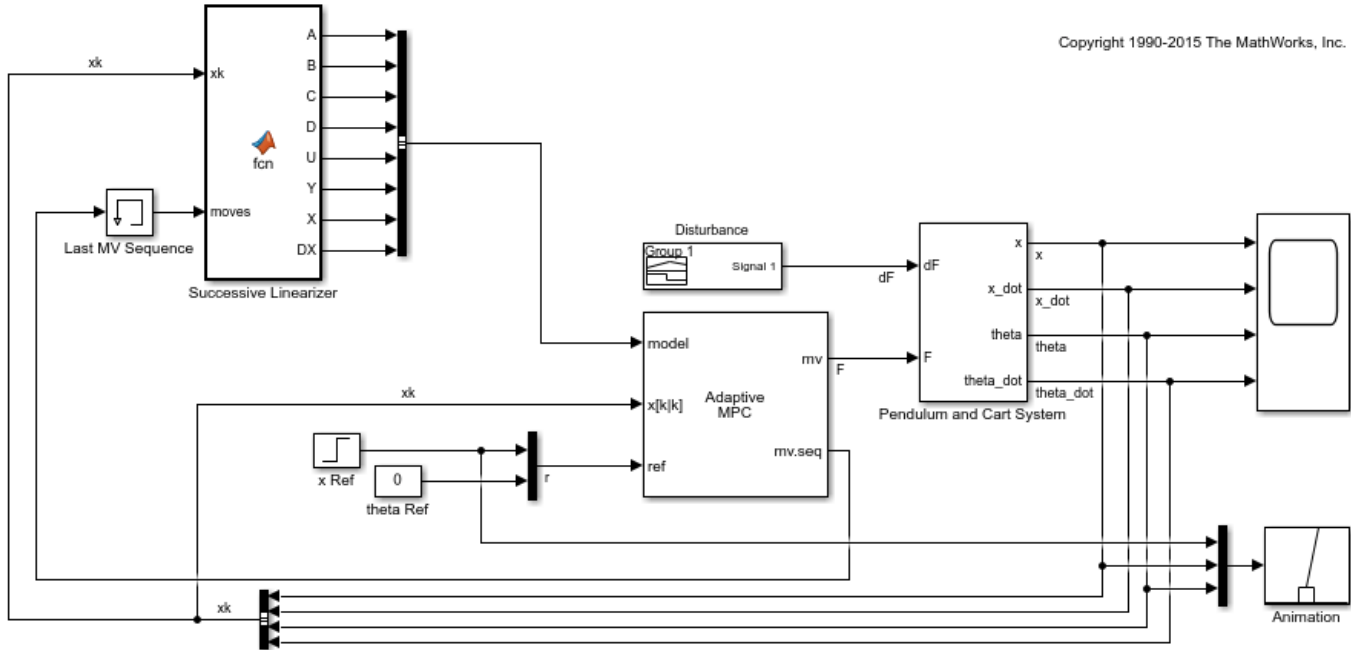 Copyright 1990-2015 The MathWorks, Inc.
xk
xk
moves
fcn
A
B
C
D
U
Y
X
DX
Last MV Sequence
Successive Linearizer
Disturbance
Group 1
Signal 1
dF
dF
F
x
x_dot
theta
theta_dot
x
x_dot
theta
theta_dot
Pendulum and Cart System
model
x[k|k]
ref
Adaptive
MPC
mv
mv.seq
F
xk
x Ref
0
theta Ref
r
xk
Animation